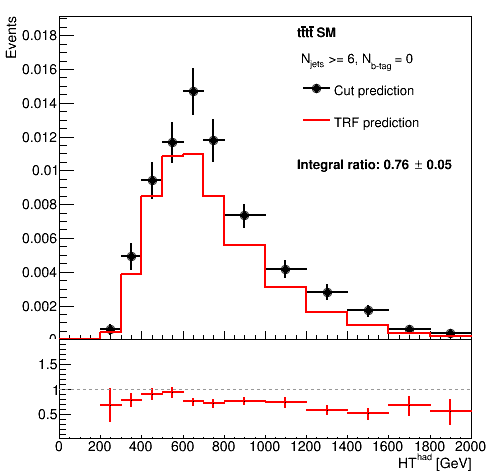 Events
0.018
0.016
0.014
0.012
0.01
0.008
0.006
0.004
0.002
0
tt̄tt̄ SM
N_jets >= 6, N_b-tag = 0
Cut prediction
TRF prediction
Integral ratio: 0.76 ± 0.05
1.5
1
0.5
0 200 400 600 800 1000 1200 1400 1600 1800 2000
HT^had [GeV]